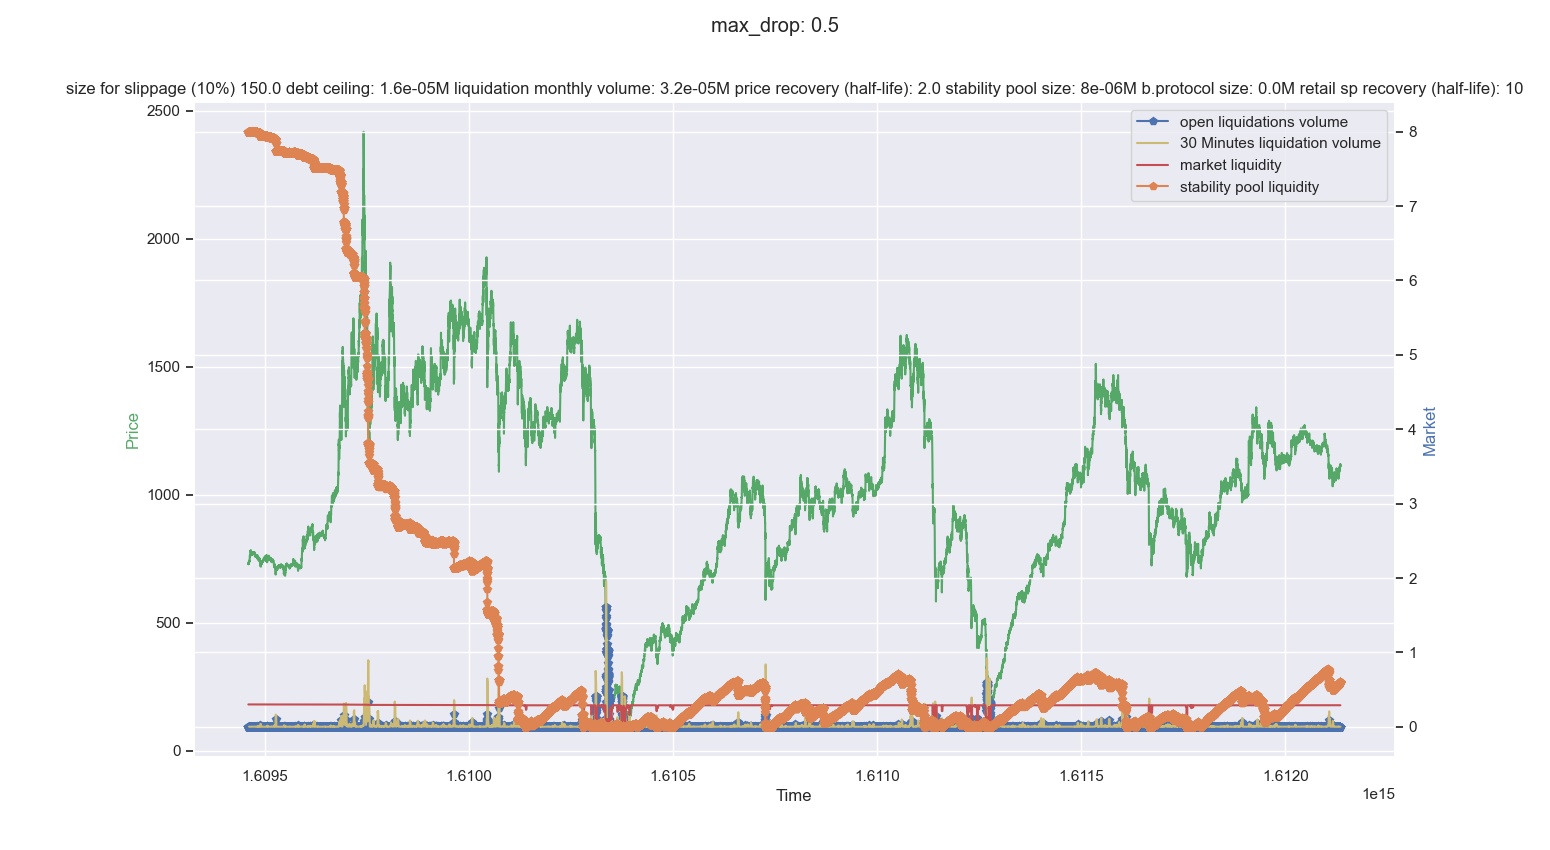 max_drop: 0.5
size for slippage (10%) 150.0 debt ceiling: 1.6e-05M liquidation monthly volume: 3.2e-05M price recovery (half-life): 2.0 stability pool size: 8e-06M b.protocol size: 0.0M retail sp recovery (half-life): 10
open liquidations volume
30 Minutes liquidation volume
market liquidity
stability pool liquidity
2500
2000
1500
1000
500
0
Price
8
7
6
5
4
3
2
1
0
Market
1.6095 1.6100 1.6105 1.6110 1.6115 1.6120
1e15
Time